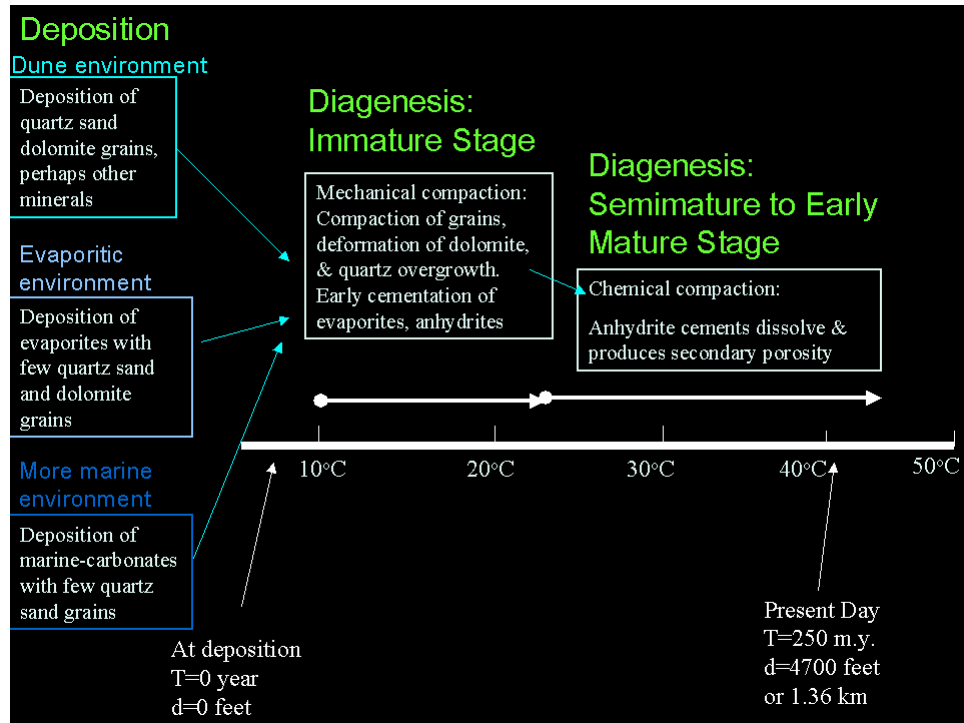 Deposition
Dune environment
Deposition of
quartz sand
dolomite grains,
perhaps other
minerals
Evaporitic
environment
Deposition of
evaporites with
few quartz sand
and dolomite
grains
More marine
environment
Deposition of
marine-carbonates
with few quartz
sand grains
Diagenesis:
Immature Stage
Mechanical compaction:
Compaction of grains,
deformation of dolomite,
& quartz overgrowth.
Early cementation of
evaporites, anhydrites
Diagenesis:
Semimature to Early
Mature Stage
Chemical compaction:
Anhydrite cements dissolve &
produces secondary porosity
10°C 20°C 30°C 40°C 50°C
At deposition
T=0 year
d=0 feet
Present Day
T=250 m.y.
d=4700 feet
or 1.36 km